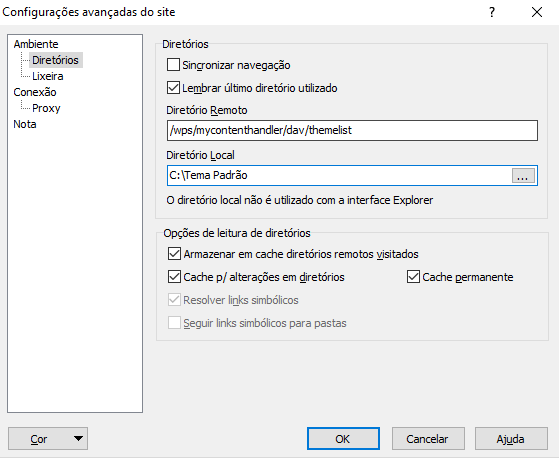 Configurações avançadas do site
?
Ambiente
Diretórios
Lixeira
Conexão
Proxy
Nota
Diretórios
Sincronizar navegação
Lembrar último diretório utilizado
Diretório Remoto
/wps/mycontenthandler/dav/themelist
Diretório Local
C:\Tema Padrão
...
O diretório local não é utilizado com a interface Explorer
Opções de leitura de diretórios
Armazenar em cache diretórios remotos visitados
Cache p/ alterações em diretórios
Cache permanente
Resolver links simbólicos
Seguir links simbólicos para pastas
Cor
OK
Cancelar
Ajuda